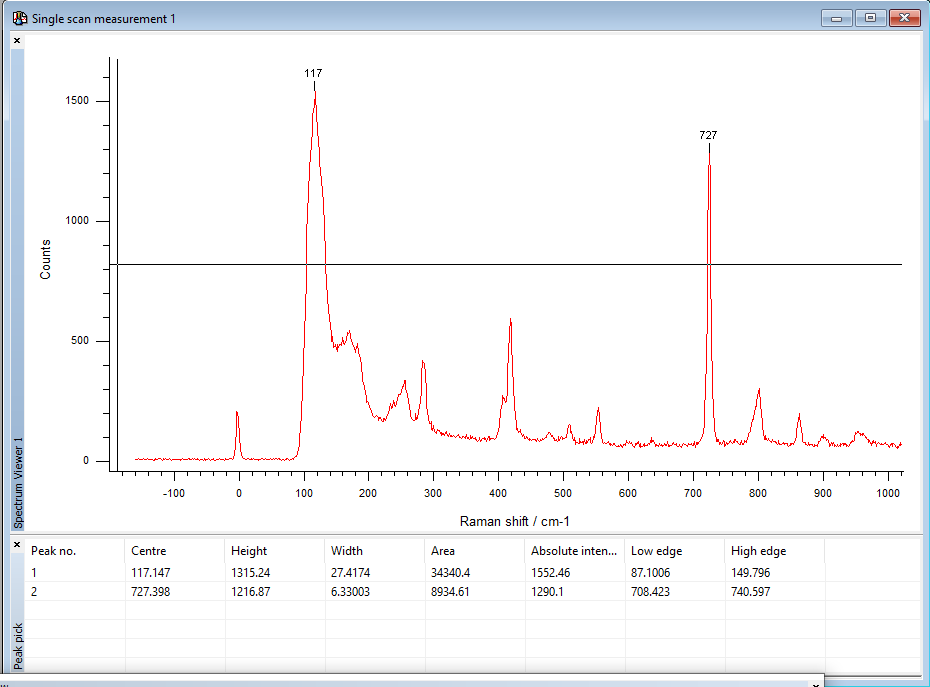 Single scan measurement 1
117
727
1500
1000
500
0
Counts
-100 0 100 200 300 400 500 600 700 800 900 1000
Raman shift / cm-1
Spectrum Viewer 1
Peak no. Centre Height Width Area Absolute inten... Low edge High edge
1 117.147 1315.24 27.4174 34340.4 1552.46 87.1006 149.796
2 727.398 1216.87 6.33003 8934.61 1290.1 708.423 740.597
Peak pick